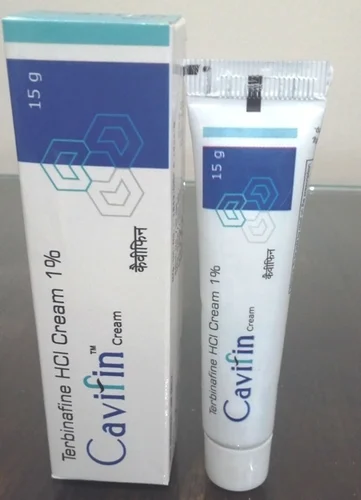 15 g
Terbinafine HCl Cream 1%
Cavifin™ Cream
कैवीफिन
15 g
Terbinafine HCl Cream 1%
Cavifin Cream
कैवीफिन